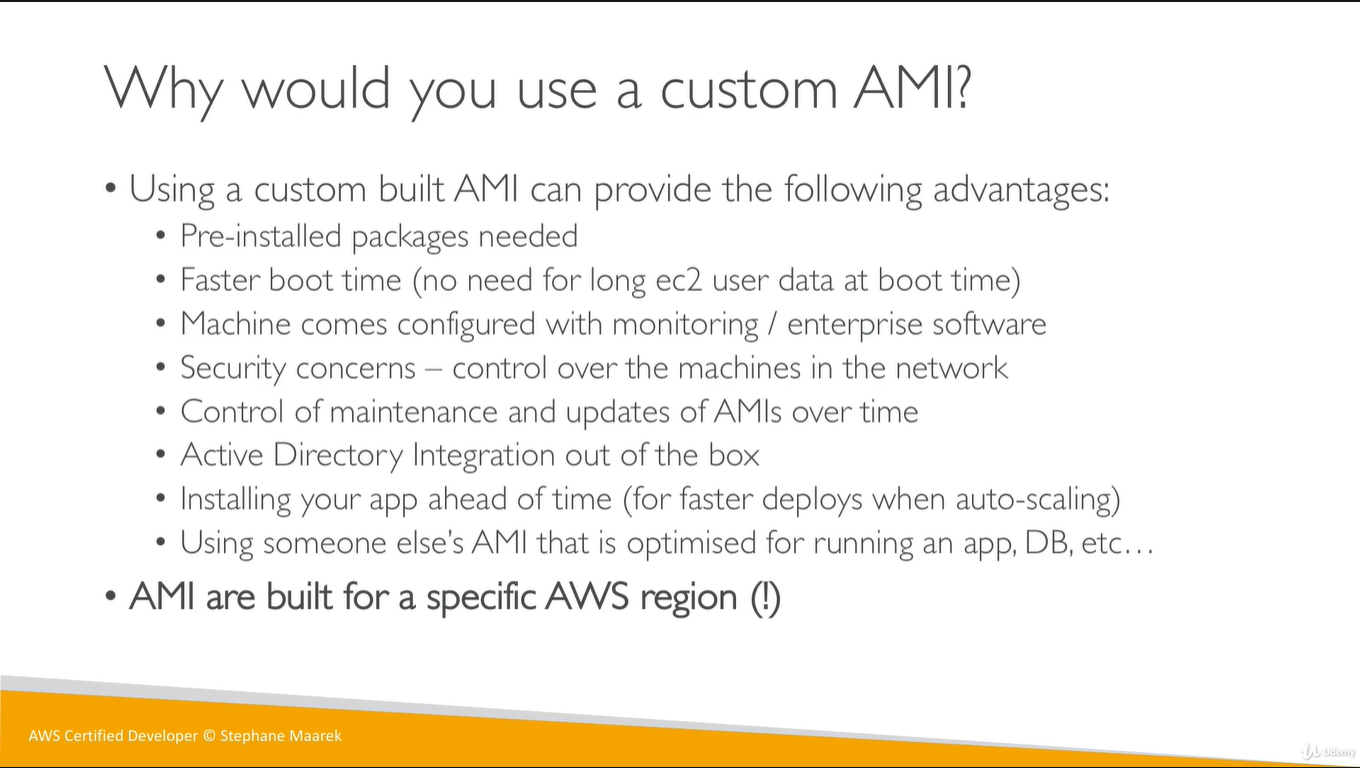 Why would you use a custom AMI?
• Using a custom built AMI can provide the following advantages:
• Pre-installed packages needed
• Faster boot time (no need for long ec2 user data at boot time)
• Machine comes configured with monitoring / enterprise software
• Security concerns – control over the machines in the network
• Control of maintenance and updates of AMIs over time
• Active Directory Integration out of the box
• Installing your app ahead of time (for faster deploys when auto-scaling)
• Using someone else’s AMI that is optimised for running an app, DB, etc…
• AMI are built for a specific AWS region (!)
AWS Certified Developer © Stephane Maarek
Udemy